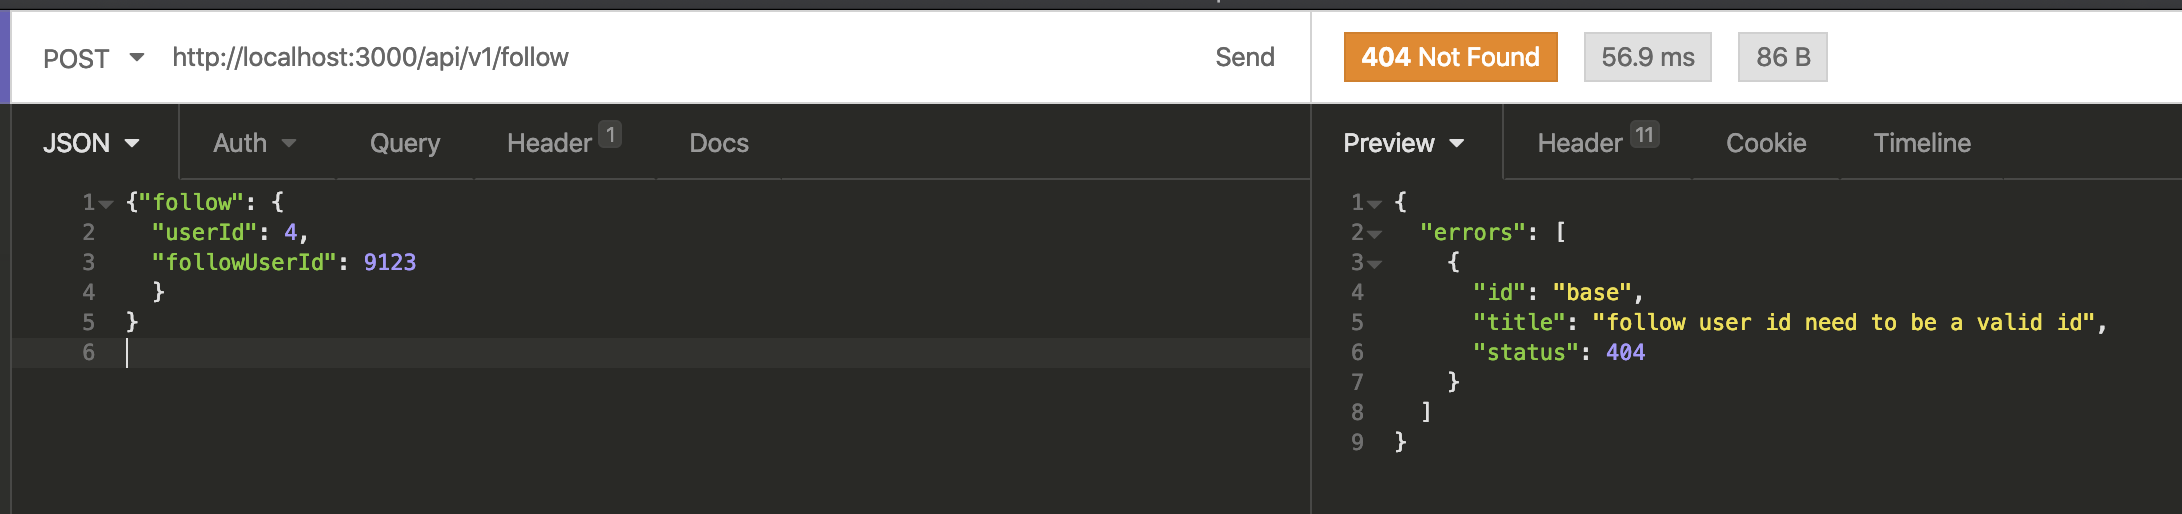 POST http://localhost:3000/api/v1/follow Send
404 Not Found 56.9 ms 86 B
JSON Auth Query Header 1 Docs
Preview Header 11 Cookie Timeline
1 {"follow": {
2 "userId": 4,
3 "followUserId": 9123
4 }
5 }
6
1 {
2 "errors": [
3 {
4 "id": "base",
5 "title": "follow user id need to be a valid id",
6 "status": 404
7 }
8 ]
9 }